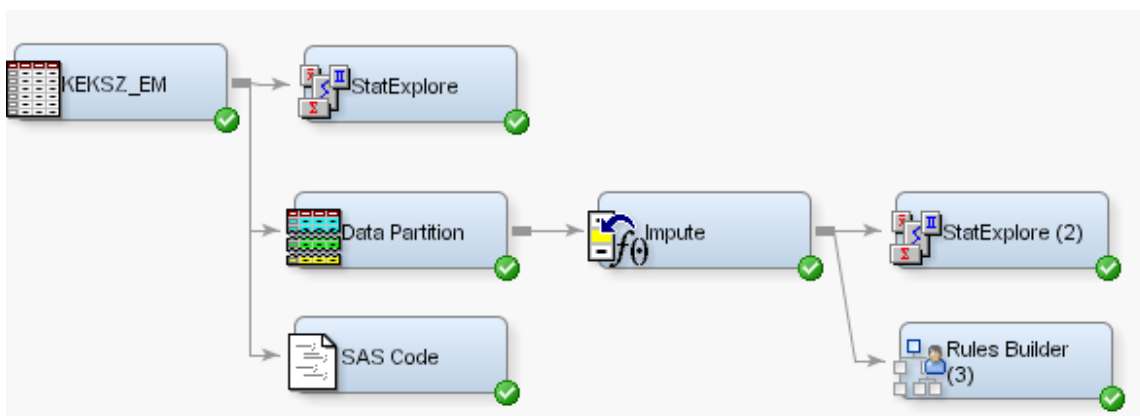 KEKSZ_EM
StatExplore
Data Partition
Impute
StatExplore (2)
SAS Code
Rules Builder
(3)